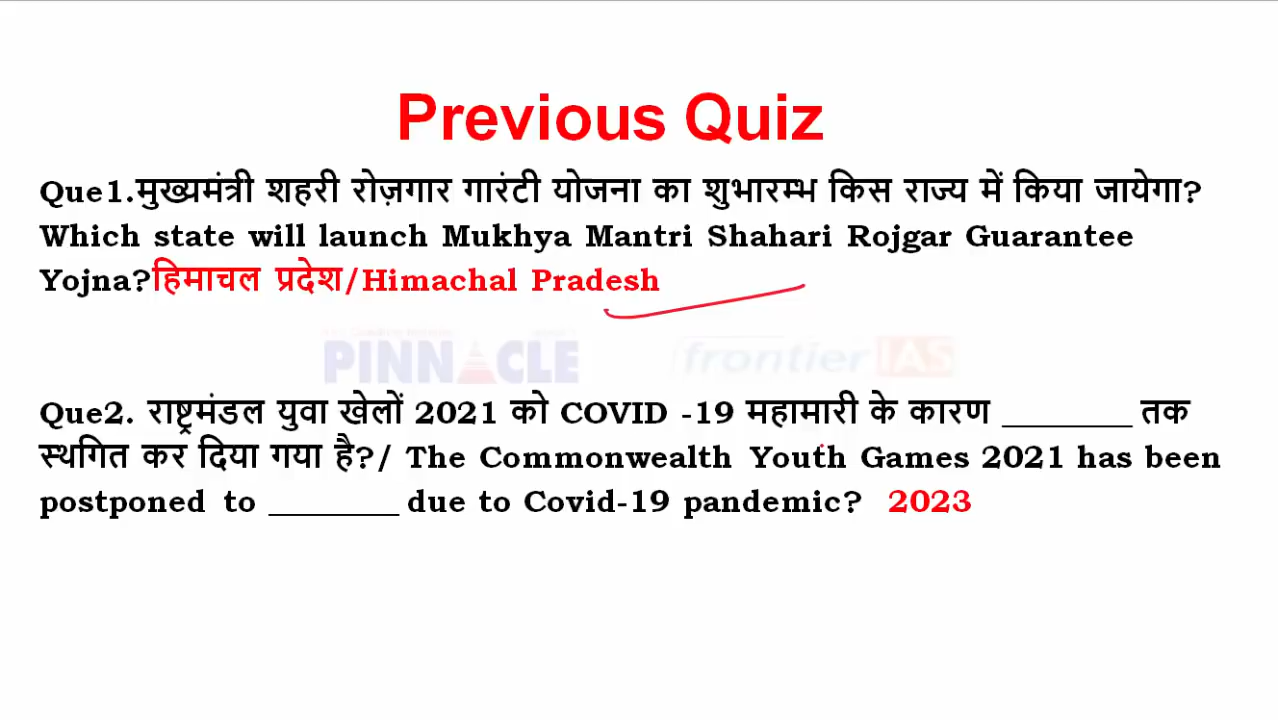 Previous Quiz
Que1.मुख्यमंत्री शहरी रोज़गार गारंटी योजना का शुभारम्भ किस राज्य में किया जायेगा?
Which state will launch Mukhya Mantri Shahari Rojgar Guarantee
Yojna?हिमाचल प्रदेश/Himachal Pradesh
PINNACLE frontier IAS
Que2. राष्ट्रमंडल युवा खेलों 2021 को COVID -19 महामारी के कारण ________ तक
स्थगित कर दिया गया है?/ The Commonwealth Youth Games 2021 has been
postponed to ________ due to Covid-19 pandemic? 2023